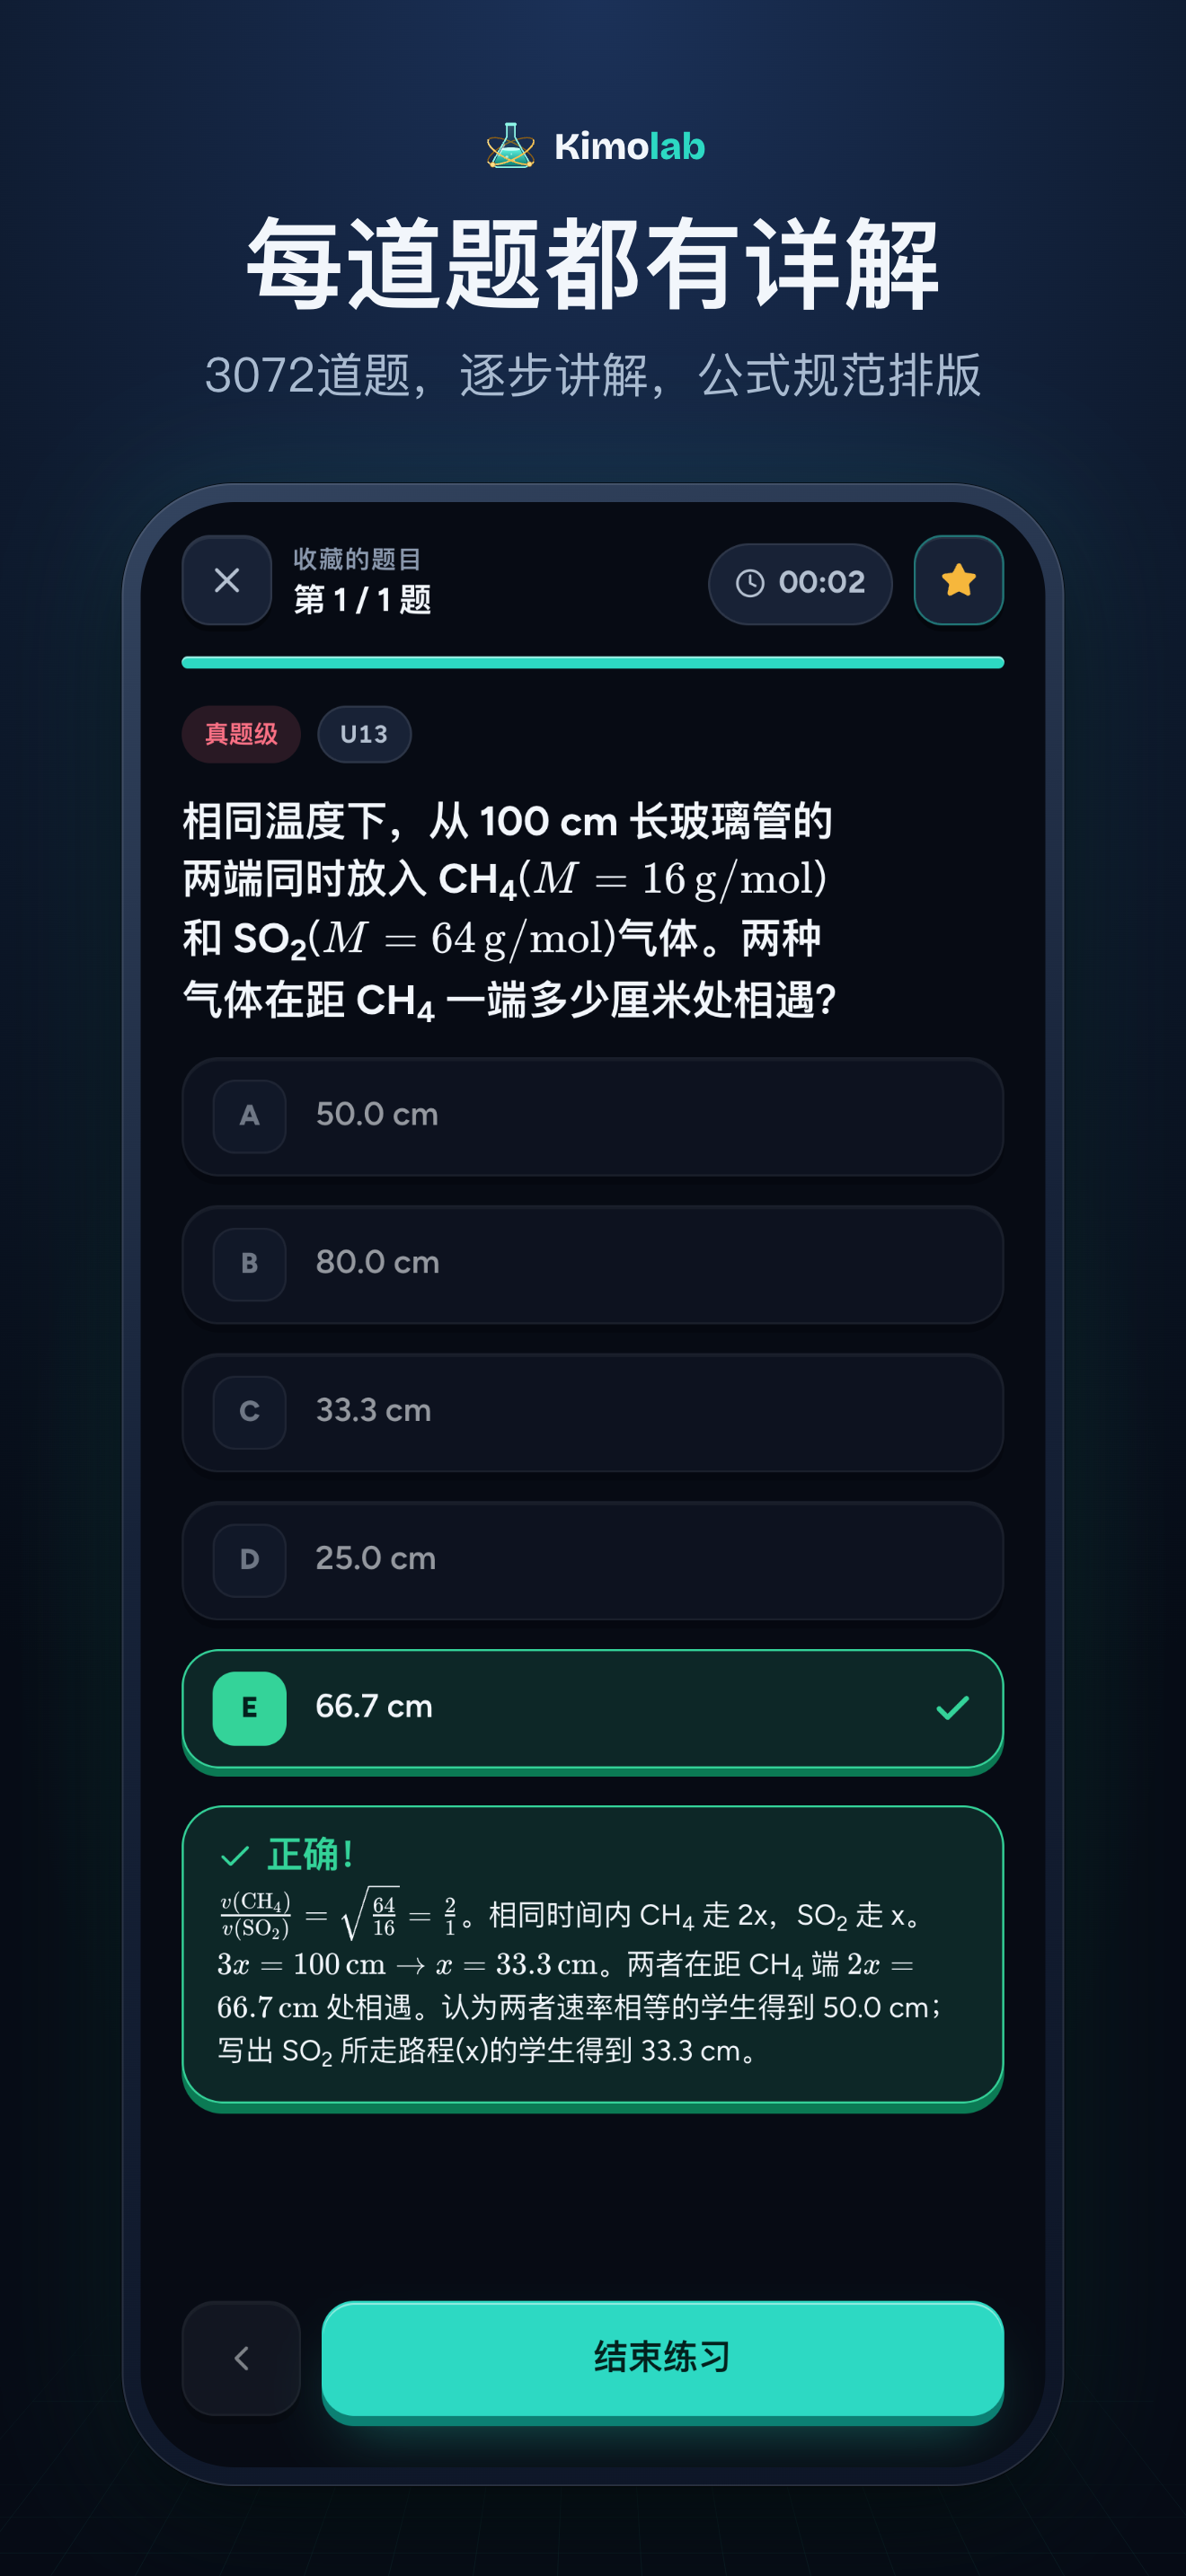 Kimolab
每道题都有详解
3072道题，逐步讲解，公式规范排版
收藏的题目
第 1 / 1 题
00:02
真题级
U13
相同温度下，从 100 cm 长玻璃管的
两端同时放入 CH₄(M = 16 g/mol)
和 SO₂(M = 64 g/mol)气体。两种
气体在距 CH₄ 一端多少厘米处相遇?
A
50.0 cm
B
80.0 cm
C
33.3 cm
D
25.0 cm
E
66.7 cm
正确！
v(CH₄)/v(SO₂) = √(64/16) = 2/1。相同时间内 CH₄ 走 2x，SO₂ 走 x。
3x = 100 cm → x = 33.3 cm。两者在距 CH₄ 端 2x =
66.7 cm 处相遇。认为两者速率相等的学生得到 50.0 cm；
写出 SO₂ 所走路程(x)的学生得到 33.3 cm。
结束练习